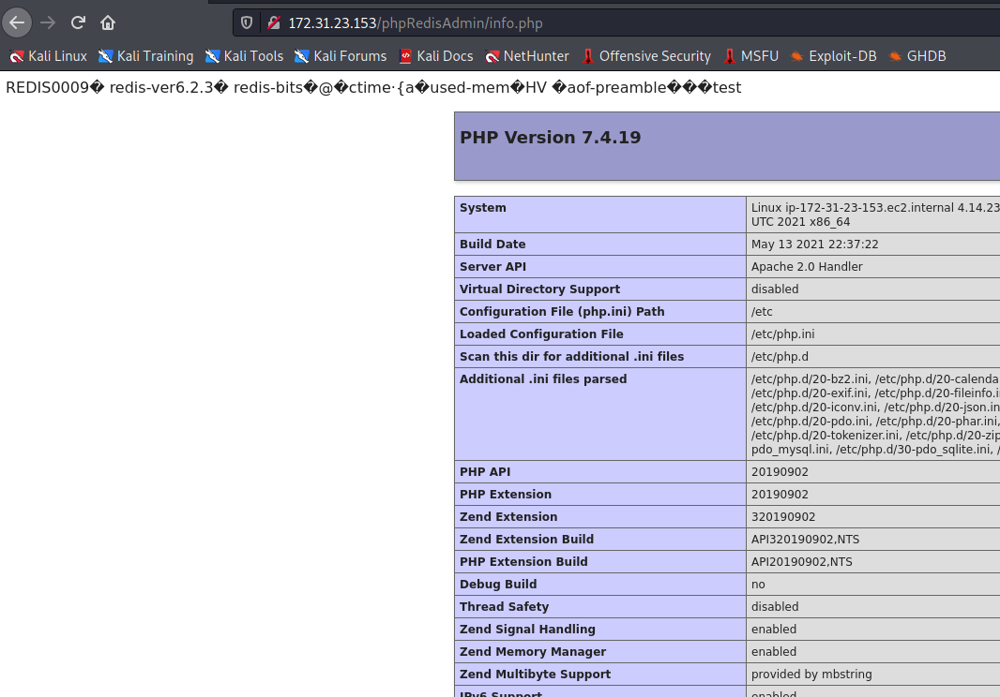 172.31.23.153/phpRedisAdmin/info.php
Kali Linux Kali Training Kali Tools Kali Forums Kali Docs NetHunter Offensive Security MSFU Exploit-DB GHDB
REDIS0009� redis-ver6.2.3� redis-bits�@�ctime·{a�used-mem�HV �aof-preamble���test
PHP Version 7.4.19
System Linux ip-172-31-23-153.ec2.internal 4.14.23
UTC 2021 x86_64
Build Date May 13 2021 22:37:22
Server API Apache 2.0 Handler
Virtual Directory Support disabled
Configuration File (php.ini) Path /etc
Loaded Configuration File /etc/php.ini
Scan this dir for additional .ini files /etc/php.d
Additional .ini files parsed /etc/php.d/20-bz2.ini, /etc/php.d/20-calenda
/etc/php.d/20-exif.ini, /etc/php.d/20-fileinfo.i
/etc/php.d/20-iconv.ini, /etc/php.d/20-json.in
/etc/php.d/20-pdo.ini, /etc/php.d/20-phar.ini,
/etc/php.d/20-tokenizer.ini, /etc/php.d/20-zip
pdo_mysql.ini, /etc/php.d/30-pdo_sqlite.ini, /
PHP API 20190902
PHP Extension 20190902
Zend Extension 320190902
Zend Extension Build API320190902,NTS
PHP Extension Build API20190902,NTS
Debug Build no
Thread Safety disabled
Zend Signal Handling enabled
Zend Memory Manager enabled
Zend Multibyte Support provided by mbstring
IPv6 Support enabled